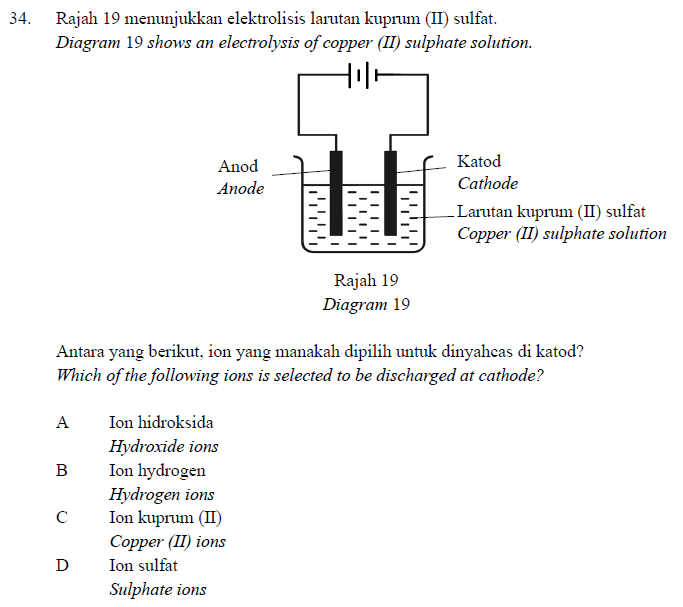 34. Rajah 19 menunjukkan elektrolisis larutan kuprum (II) sulfat.
Diagram 19 shows an electrolysis of copper (II) sulphate solution.
Anod
Anode
Katod
Cathode
Larutan kuprum (II) sulfat
Copper (II) sulphate solution
Rajah 19
Diagram 19
Antara yang berikut, ion yang manakah dipilih untuk dinyahcas di katod?
Which of the following ions is selected to be discharged at cathode?
A Ion hidroksida
Hydroxide ions
B Ion hydrogen
Hydrogen ions
C Ion kuprum (II)
Copper (II) ions
D Ion sulfat
Sulphate ions